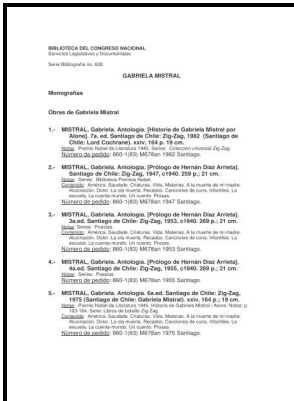 BIBLIOTECA DEL CONGRESO NACIONAL
Servicios Legislativos y Documentales
Serie Bibliografía no. 626
GABRIELA MISTRAL
Monografías
Obras de Gabriela Mistral
1.- MISTRAL, Gabriela. Antología. [Historia de Gabriela Mistral por
Alone]. 7a. ed. Santiago de Chile: Zig-Zag, 1982 (Santiago de
Chile: Lord Cochrane). xxiv, 164 p. 19 cm.
Notas: Premio Nobel de Literatura 1945. Series: Colección universal Zig-Zag.
Número de pedido: 860-1(83) M678an 1982 Santiago.
2.- MISTRAL, Gabriela. Antología. [Prólogo de Hernán Díaz Arrieta].
Santiago: Zig-Zag, 1947, c1940. 259 p.; 21 cm.
Notas: Series: Biblioteca Premios Nobel.
Contenido: América. Saudade. Criaturas. Vida. Materias. A la muerte de mi madre.
Alucinación. Dolor. La ola muerta. Recados. Canciones de cuna. Infantiles. La
escuela. La cuenta-mundo. Un cuento. Prosas.
Número de pedido: 860-1(83) M678an 1947 Santiago.
3.- MISTRAL, Gabriela. Antología. [Prólogo de Hernán Díaz Arrieta].
3a.ed. Santiago de Chile: Zig-Zag, 1953, c1940. 269 p.; 21 cm.
Notas: Series: Poesías.
Contenido: América. Saudade. Criaturas. Vida. Materias. A la muerte de mi madre.
Alucinación. Dolor. La ola muerta. Recados. Canciones de cuna. Infantiles. La
escuela. La cuenta-mundo. Un cuento. Prosas.
Número de pedido: 860-1(83) M678an 1953 Santiago.
4.- MISTRAL, Gabriela. Antología. [Prólogo de Hernán Díaz Arrieta].
4a.ed. Santiago de Chile: Zig-Zag, 1955, c1940. 269 p.; 21 cm.
Notas: Series: Poesías.
Número de pedido: 860-1(83) M678an 1955 Santiago.
5.- MISTRAL, Gabriela. Antología. 6a.ed. Santiago de Chile: Zig-Zag,
1975 (Santiago de Chile: Gabriela Mistral). xxiv, 164 p.; 19 cm.
Notas: Premio Nobel de Literatura 1945. Historia de Gabriela Mistral / Alone. Notas: p.
163-164. Serie: Libros de bolsillo Zig-Zag.
Contenido: América. Saudade. Criaturas. Vida. Materias. A la muerte de mi madre.
Alucinación. Dolor. La ola muerta. Recados. Canciones de cuna. Infantiles. La
escuela. La cuenta-mundo. Un cuento. Prosas.
Número de pedido: 860-1(83) M678an 1975 Santiago.